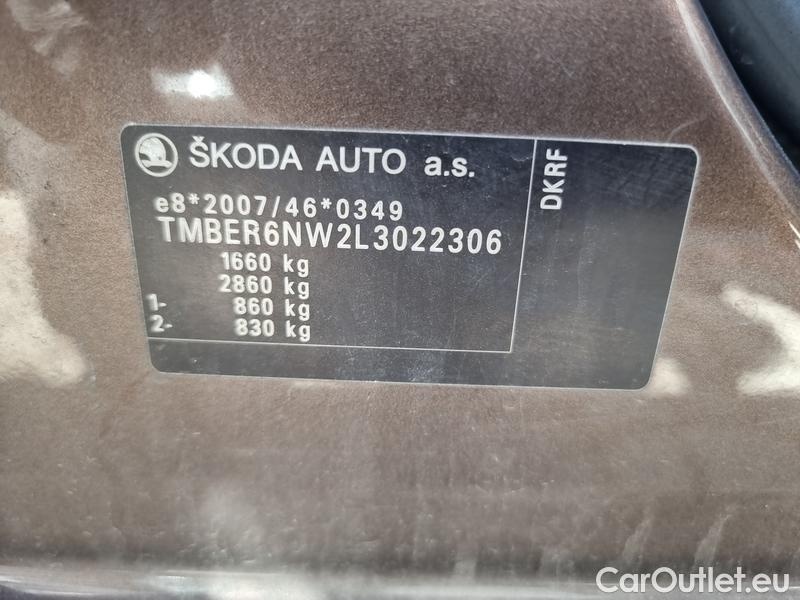 ŠKODA AUTO a.s.
e8*2007/46*0349
TMBER6NW2L3022306
1660 kg
2860 kg
1- 860 kg
2- 830 kg
DKRF
CarOutlet.eu